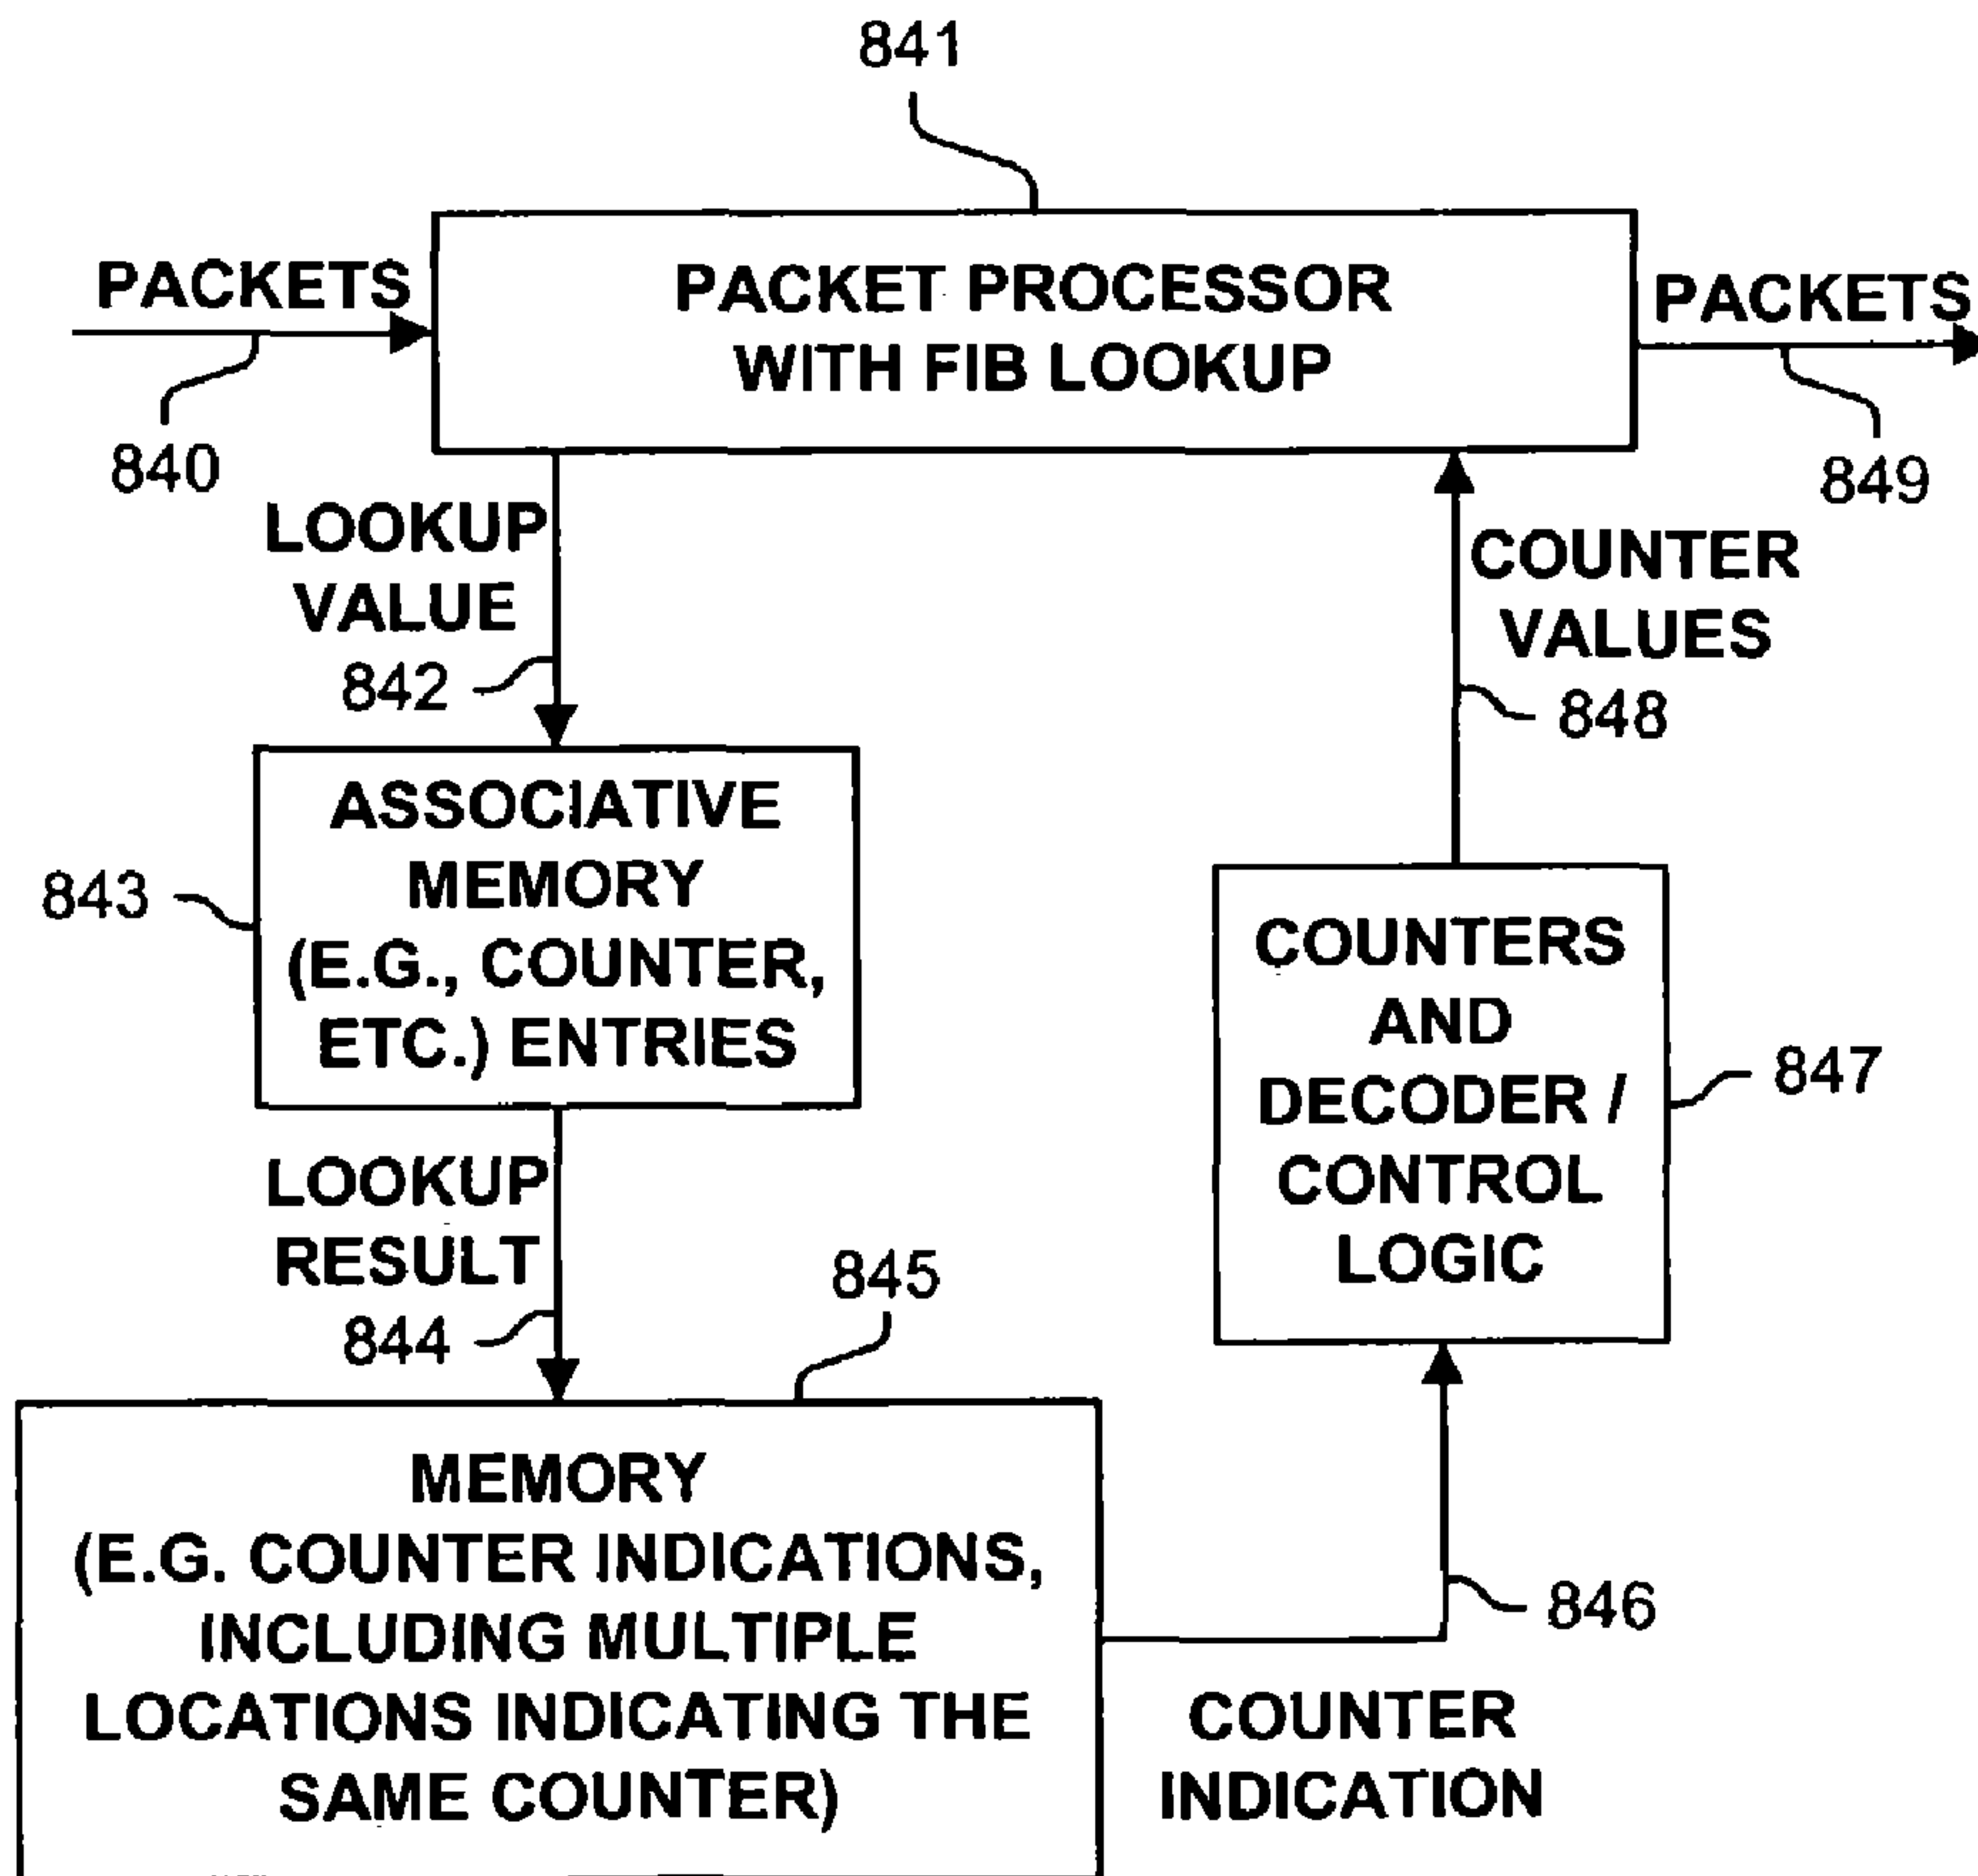 841
PACKETS
PACKET PROCESSOR
WITH FIB LOOKUP
PACKETS
840
849
LOOKUP
VALUE
842
COUNTER
VALUES
848
ASSOCIATIVE
MEMORY
(E.G., COUNTER,
ETC.) ENTRIES
843
COUNTERS
AND
DECODER /
CONTROL
LOGIC
847
LOOKUP
RESULT
844
845
MEMORY
(E.G. COUNTER INDICATIONS,
INCLUDING MULTIPLE
LOCATIONS INDICATING THE
SAME COUNTER)
846
COUNTER
INDICATION